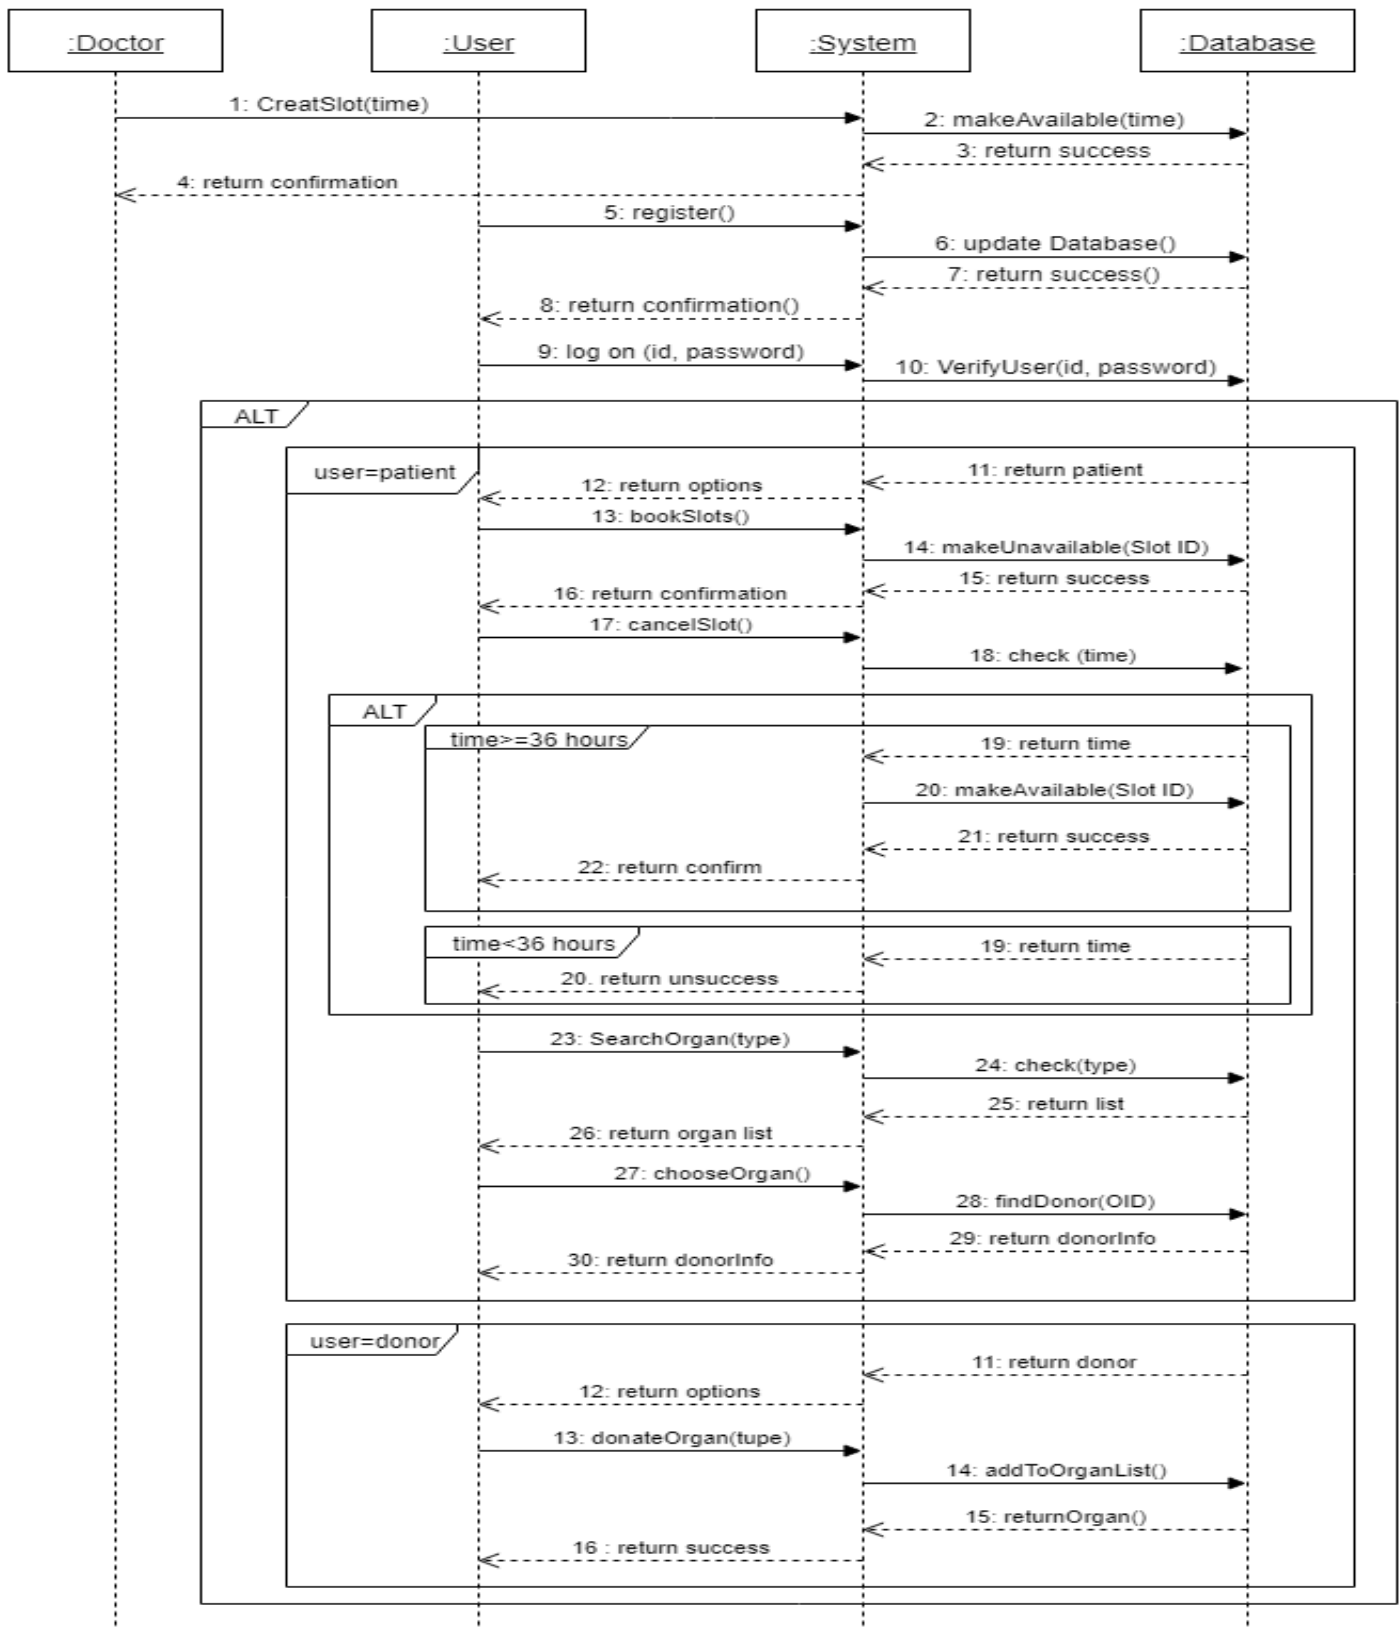 :Doctor
:User
:System
:Database
1: CreatSlot(time)
2: makeAvailable(time)
3: return success
4: return confirmation
5: register()
6: update Database()
7: return success()
8: return confirmation()
9: log on (id, password)
10: VerifyUser(id, password)
ALT
user=patient
11: return patient
12: return options
13: bookSlots()
14: makeUnavailable(Slot ID)
15: return success
16: return confirmation
17: cancelSlot()
18: check (time)
ALT
time>=36 hours
19: return time
20: makeAvailable(Slot ID)
21: return success
22: return confirm
time<36 hours
19: return time
20. return unsuccess
23: SearchOrgan(type)
24: check(type)
25: return list
26: return organ list
27: chooseOrgan()
28: findDonor(OID)
29: return donorInfo
30: return donorInfo
user=donor
11: return donor
12: return options
13: donateOrgan(tupe)
14: addToOrganList()
15: returnOrgan()
16 : return success